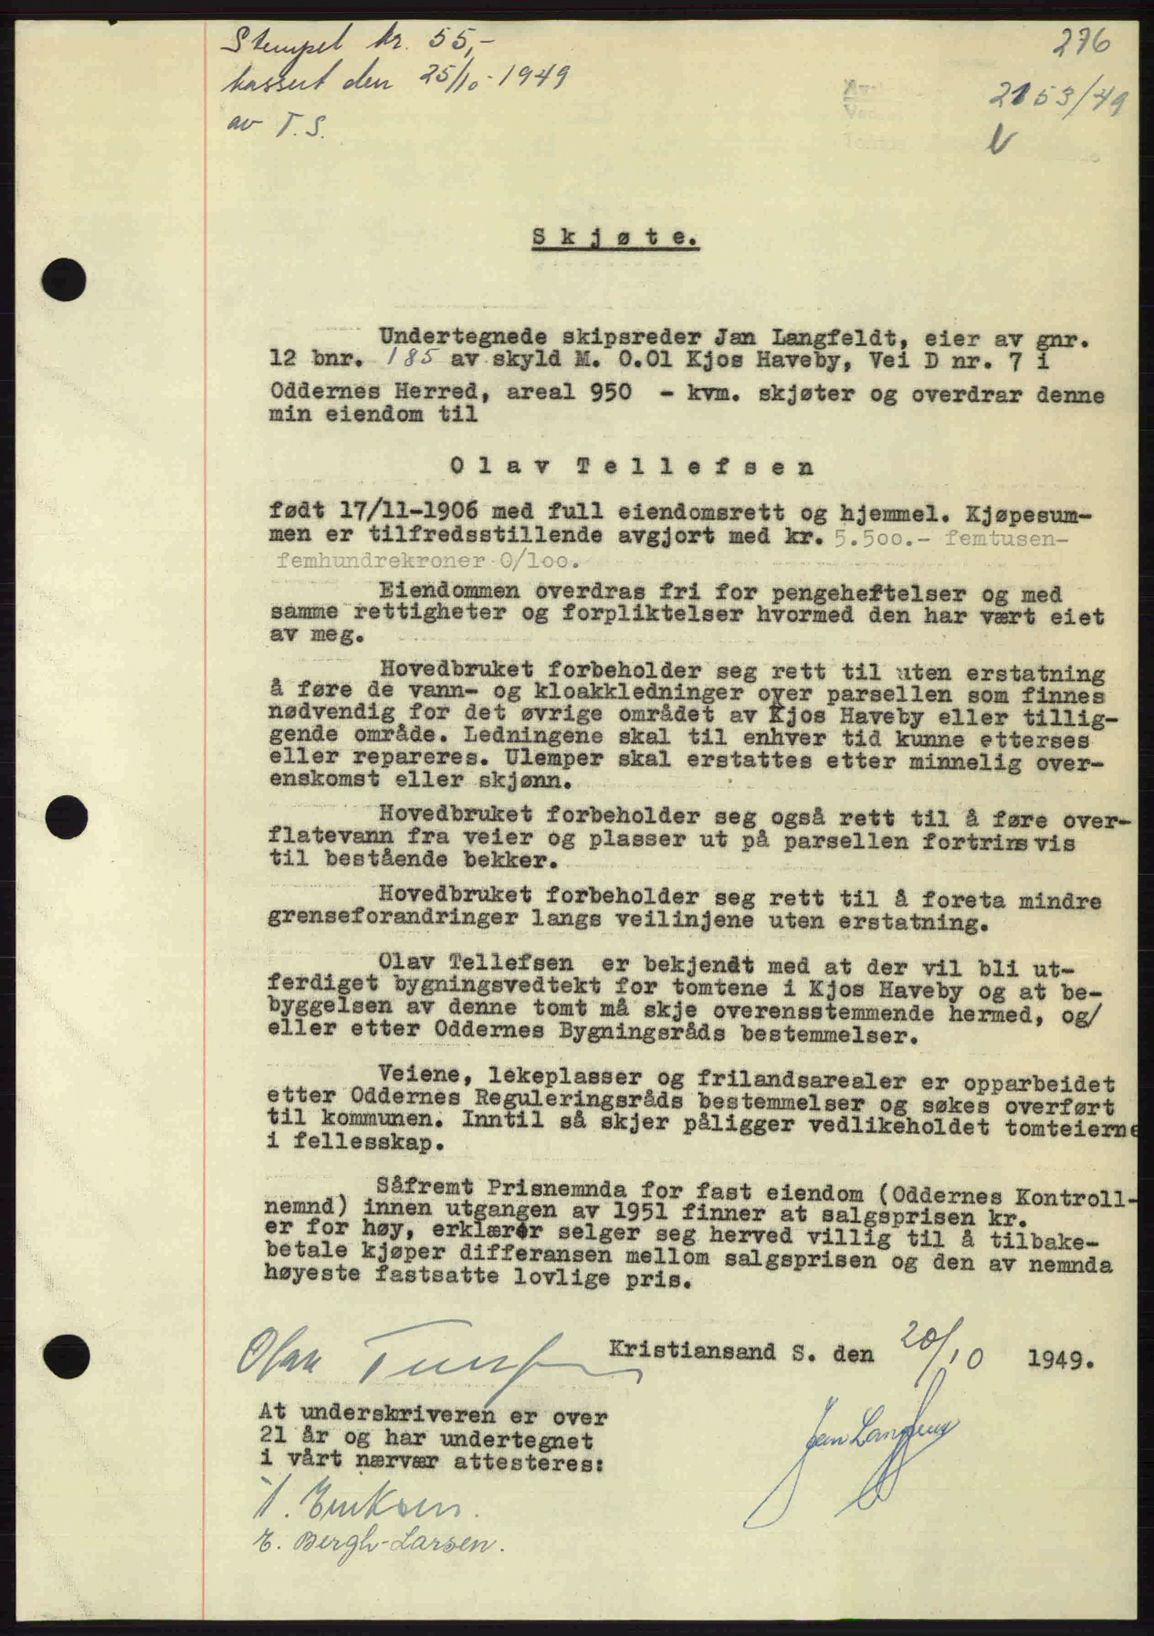 Stempel kr. 55,-
kassert den 25/10-1949
av T.S.
276
2153/49
Skjøte.
Undertegnede skipsreder Jan Langfeldt, eier av gnr.
12 bnr. 185 av skyld M. 0.01 Kjos Haveby, Vei D nr. 7 i
Oddernes Herred, areal 950 - kvm. skjøter og overdrar denne
min eiendom til
Olav Tellefsen
født 17/11-1906 med full eiendomsrett og hjemmel. Kjøpesum-
men er tilfredsstillende avgjort med kr. 5.500.- femtusen-
femhundrekroner 0/100.
Eiendommen overdras fri for pengeheftelser og med
samme rettigheter og forpliktelser hvormed den har vært eiet
av meg.
Hovedbruket forbeholder seg rett til uten erstatning
å føre de vann- og kloakkledninger over parsellen som finnes
nødvendig for det øvrige området av Kjos Haveby eller tillig-
gende område. Ledningene skal til enhver tid kunne etterses
eller repareres. Ulemper skal erstattes etter minnelig over-
enskomst eller skjønn.
Hovedbruket forbeholder seg også rett til å føre over-
flatevann fra veier og plasser ut på parsellen fortrinsvis
til bestående bekker.
Hovedbruket forbeholder seg rett til å foreta mindre
grenseforandringer langs veilinjene uten erstatning.
Olav Tellefsen er bekjendt med at der vil bli ut-
ferdiget bygningsvedtekt for tomtene i Kjos Haveby og at be-
byggelsen av denne tomt må skje overensstemmende hermed, og/
eller etter Oddernes Bygningsråds bestemmelser.
Veiene, lekeplasser og frilandsarealer er opparbeidet
etter Oddernes Reguleringsråds bestemmelser og søkes overført
til kommunen. Inntil så skjer påligger vedlikeholdet tomteierne
i fellesskap.
Såfremt Prisnemnda for fast eiendom (Oddernes Kontroll-
nemnd) innen utgangen av 1951 finner at salgsprisen kr.
er for høy, erklærer selger seg herved villig til å tilbake-
betale kjøper differansen mellom salgsprisen og den av nemnda
høyeste fastsatte lovlige pris.
Kristiansand S. den 20/10 1949.
Olav
At underskriveren er over
21 år og har undertegnet
i vårt nærvær attesteres:
Jan Langfeldt
Eriksen.
E. Bergh-Larsen.